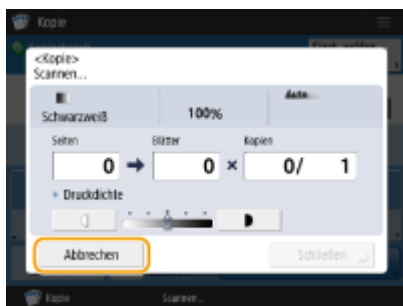 Kopie
<Kopie>
Scannen...
Auto...
Schwarzweiß
100%
Seiten
Blätter
Kopien
0
0
×
0/
1
Druckdichte
Abbrechen
Schließen
Kopie
Scannen...